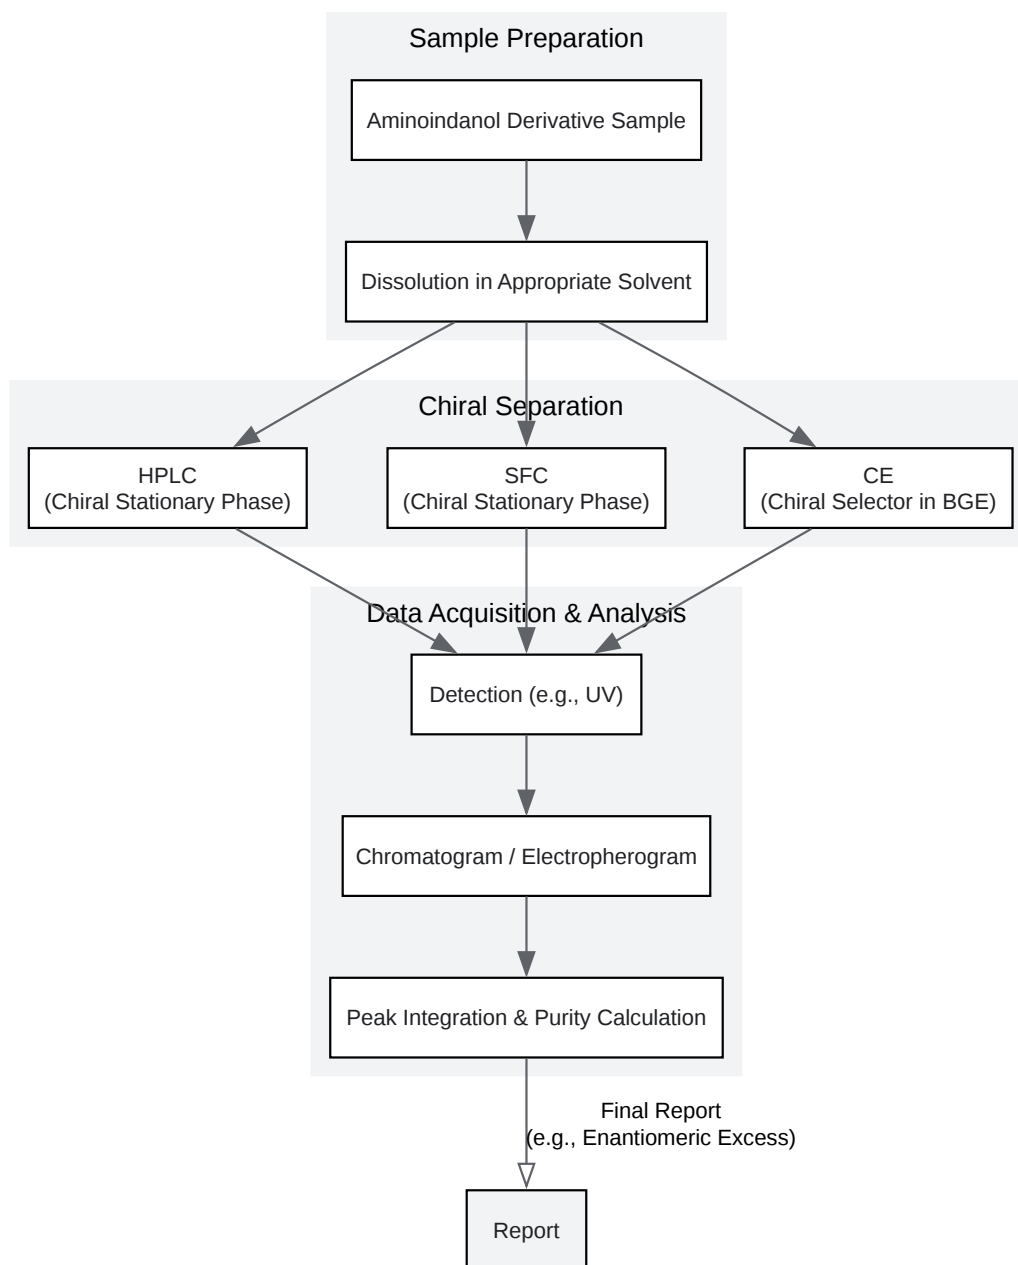 Sample Preparation
Aminoindanol Derivative Sample
Dissolution in Appropriate Solvent
Chiral Separation
HPLC
(Chiral Stationary Phase)
SFC
(Chiral Stationary Phase)
CE
(Chiral Selector in BGE)
Data Acquisition & Analysis
Detection (e.g., UV)
Chromatogram / Electropherogram
Peak Integration & Purity Calculation
Final Report
(e.g., Enantiomeric Excess)
Report